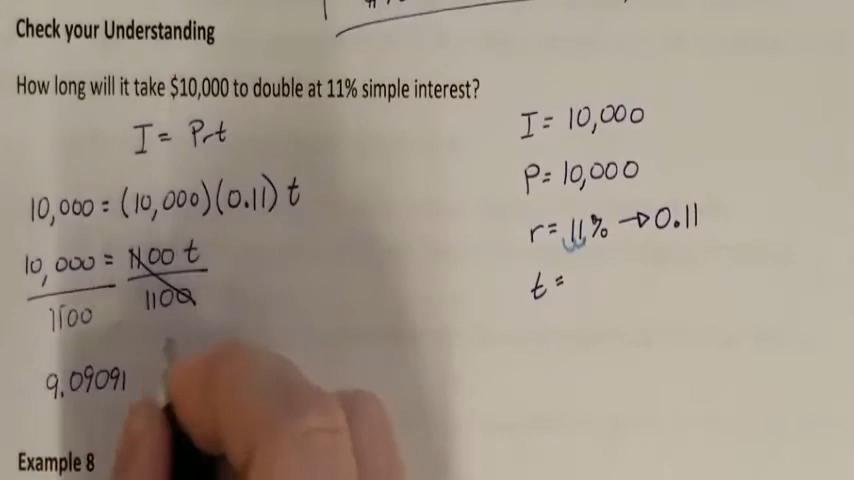 Check your Understanding
How long will it take $10,000 to double at 11% simple interest?
I = Prt
10,000 = (10,000)(0.11) t
10,000 = 1100 t
1100 1100
9.09091
I = 10,000
P = 10,000
r = 11% → 0.11
t =
Example 8